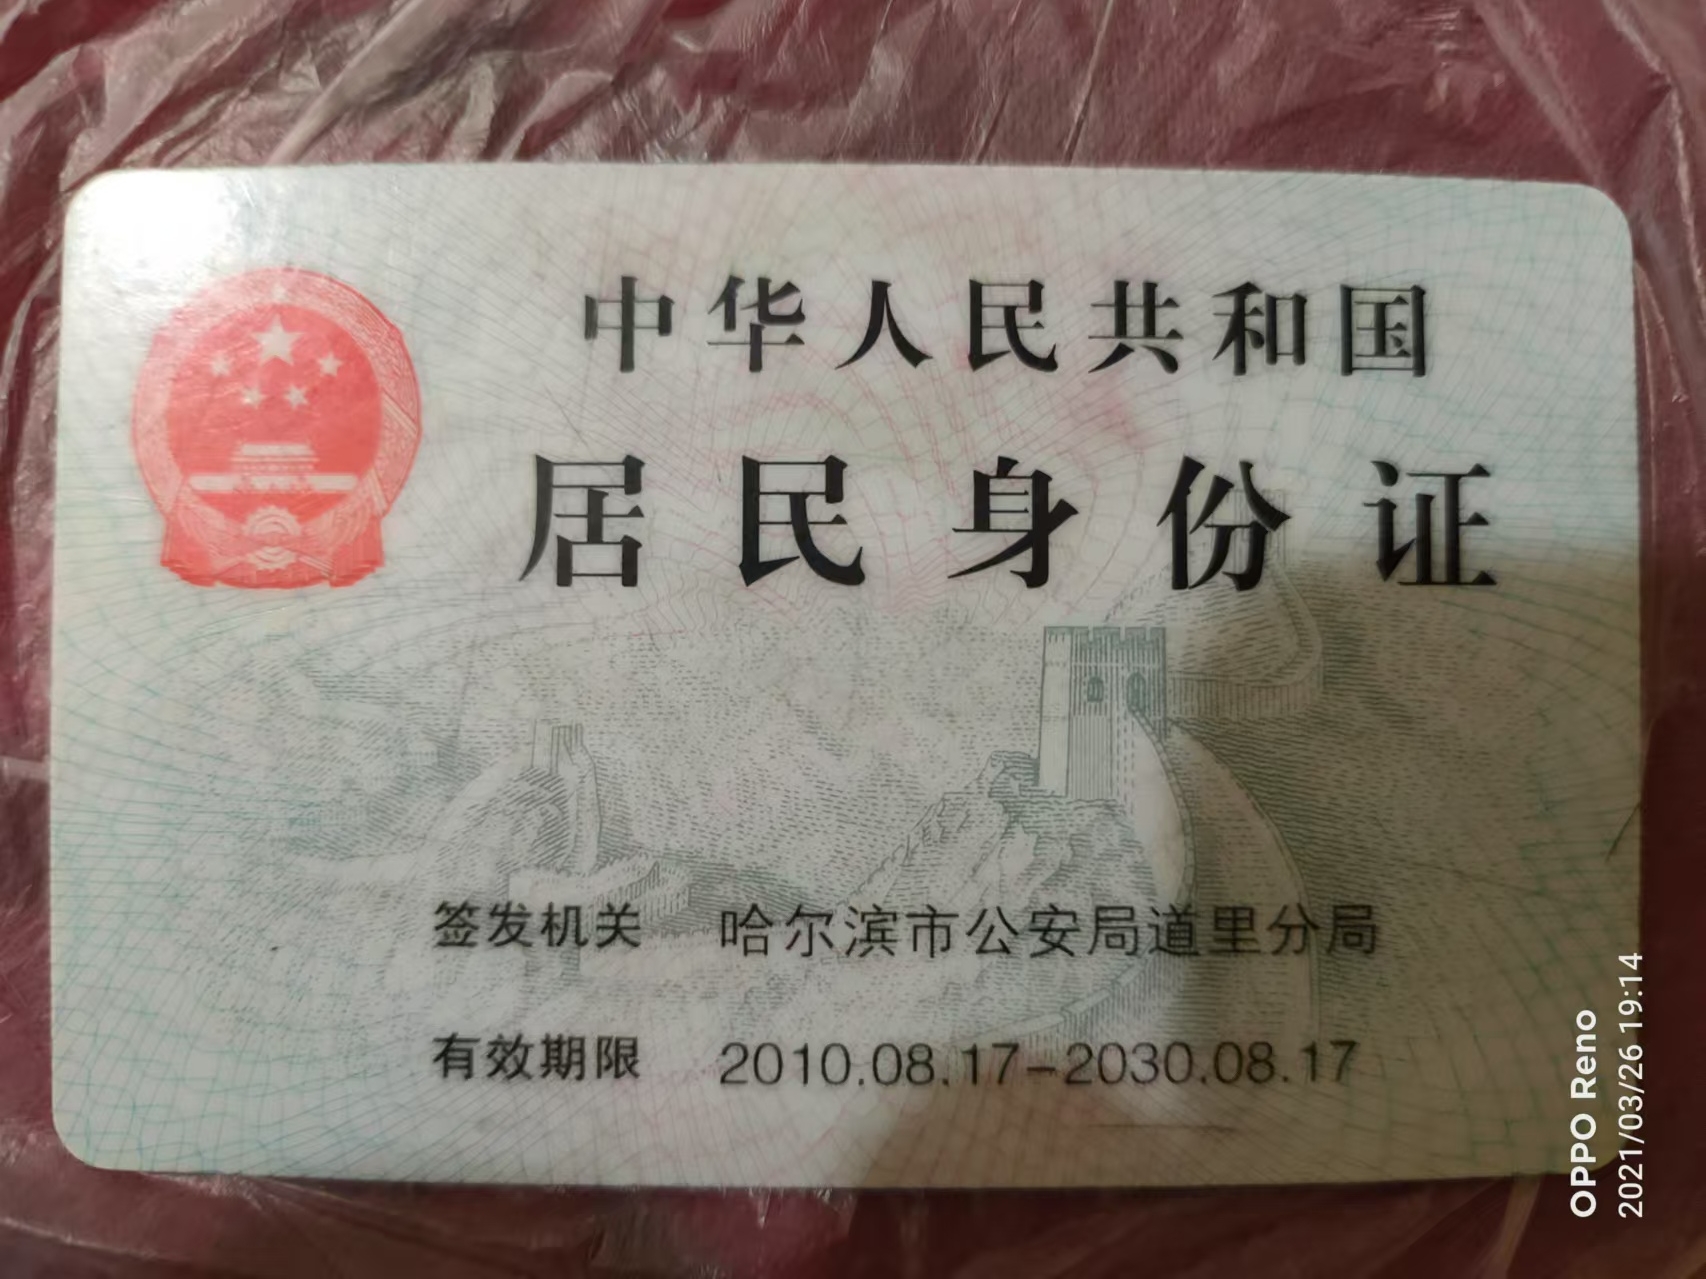 中华人民共和国
居民身份证
签发机关 哈尔滨市公安局道里分局
有效期限 2010.08.17-2030.08.17
OPPO Reno
2021/03/26 19:14